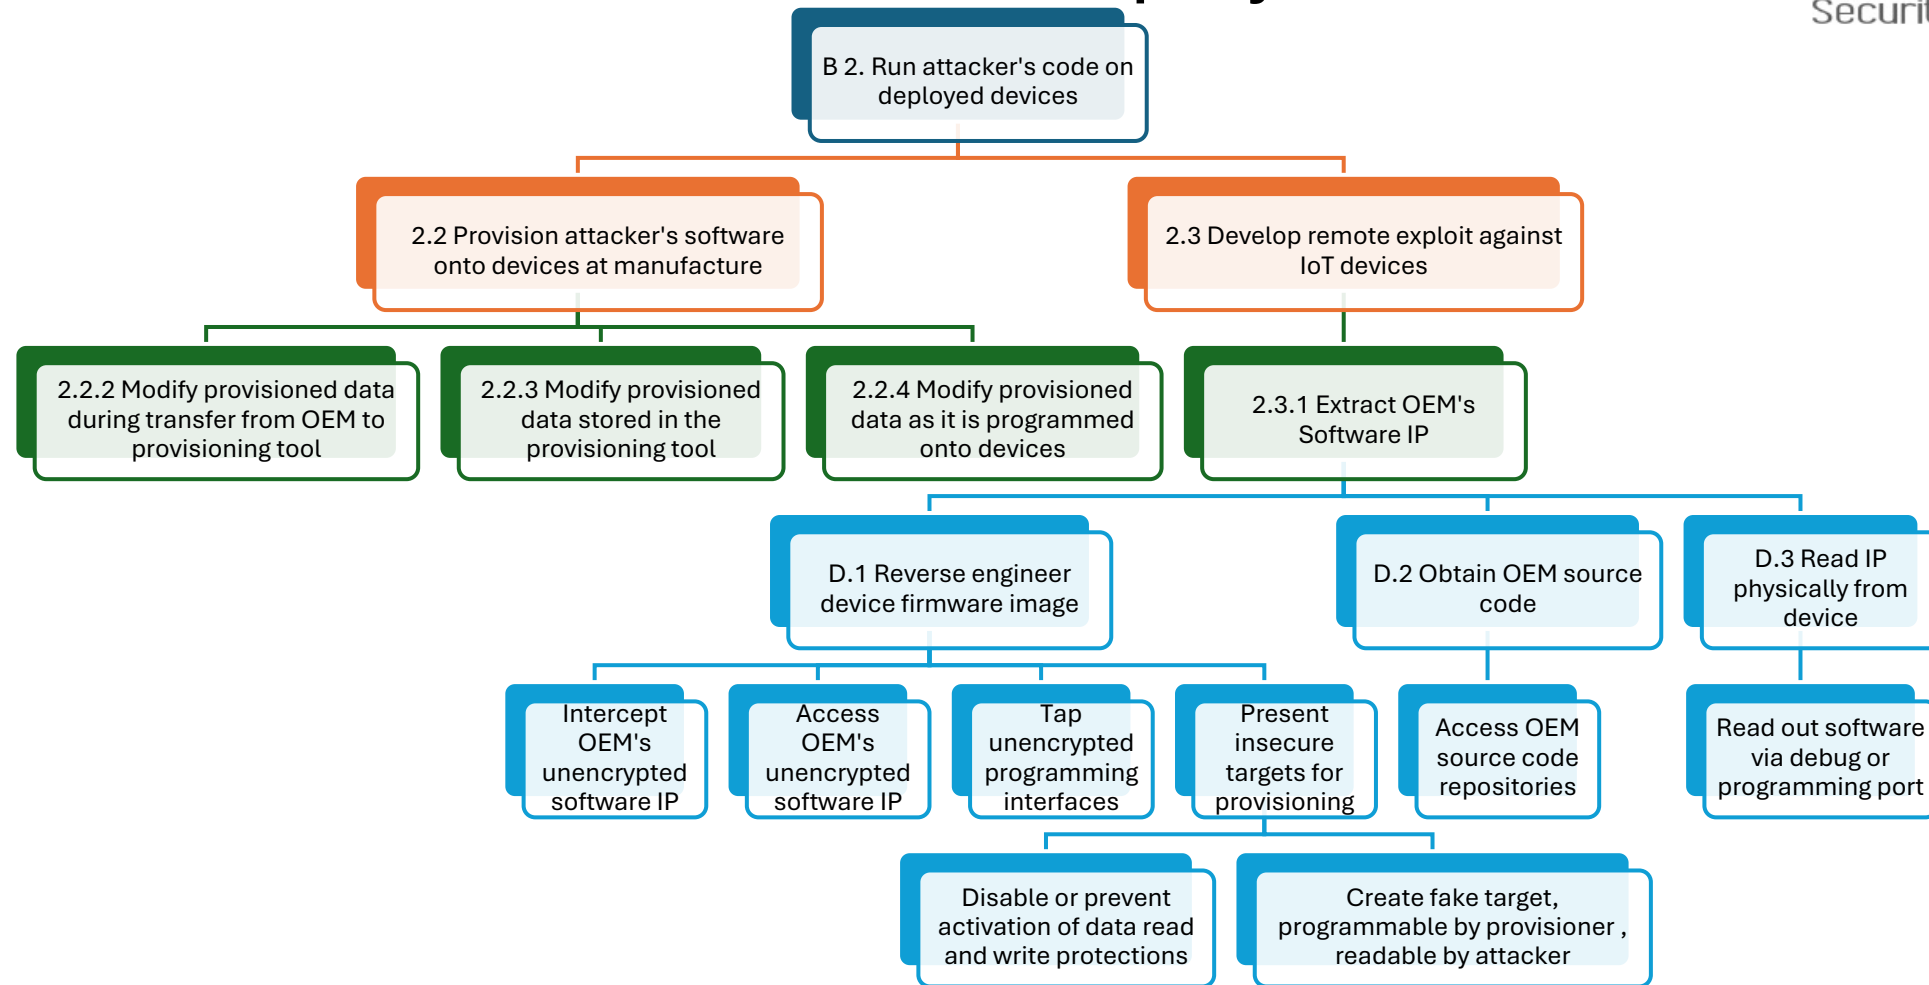 B 2. Run attacker's code on
deployed devices
2.2 Provision attacker's software
onto devices at manufacture
2.3 Develop remote exploit against
IoT devices
2.2.2 Modify provisioned data
during transfer from OEM to
provisioning tool
2.2.3 Modify provisioned
data stored in the
provisioning tool
2.2.4 Modify provisioned
data as it is programmed
onto devices
2.3.1 Extract OEM's
Software IP
D.1 Reverse engineer
device firmware image
D.2 Obtain OEM source
code
D.3 Read IP
physically from
device
Intercept
OEM's
unencrypted
software IP
Access
OEM's
unencrypted
software IP
Tap
unencrypted
programming
interfaces
Present
insecure
targets for
provisioning
Access OEM
source code
repositories
Read out software
via debug or
programming port
Disable or prevent
activation of data read
and write protections
Create fake target,
programmable by provisioner ,
readable by attacker